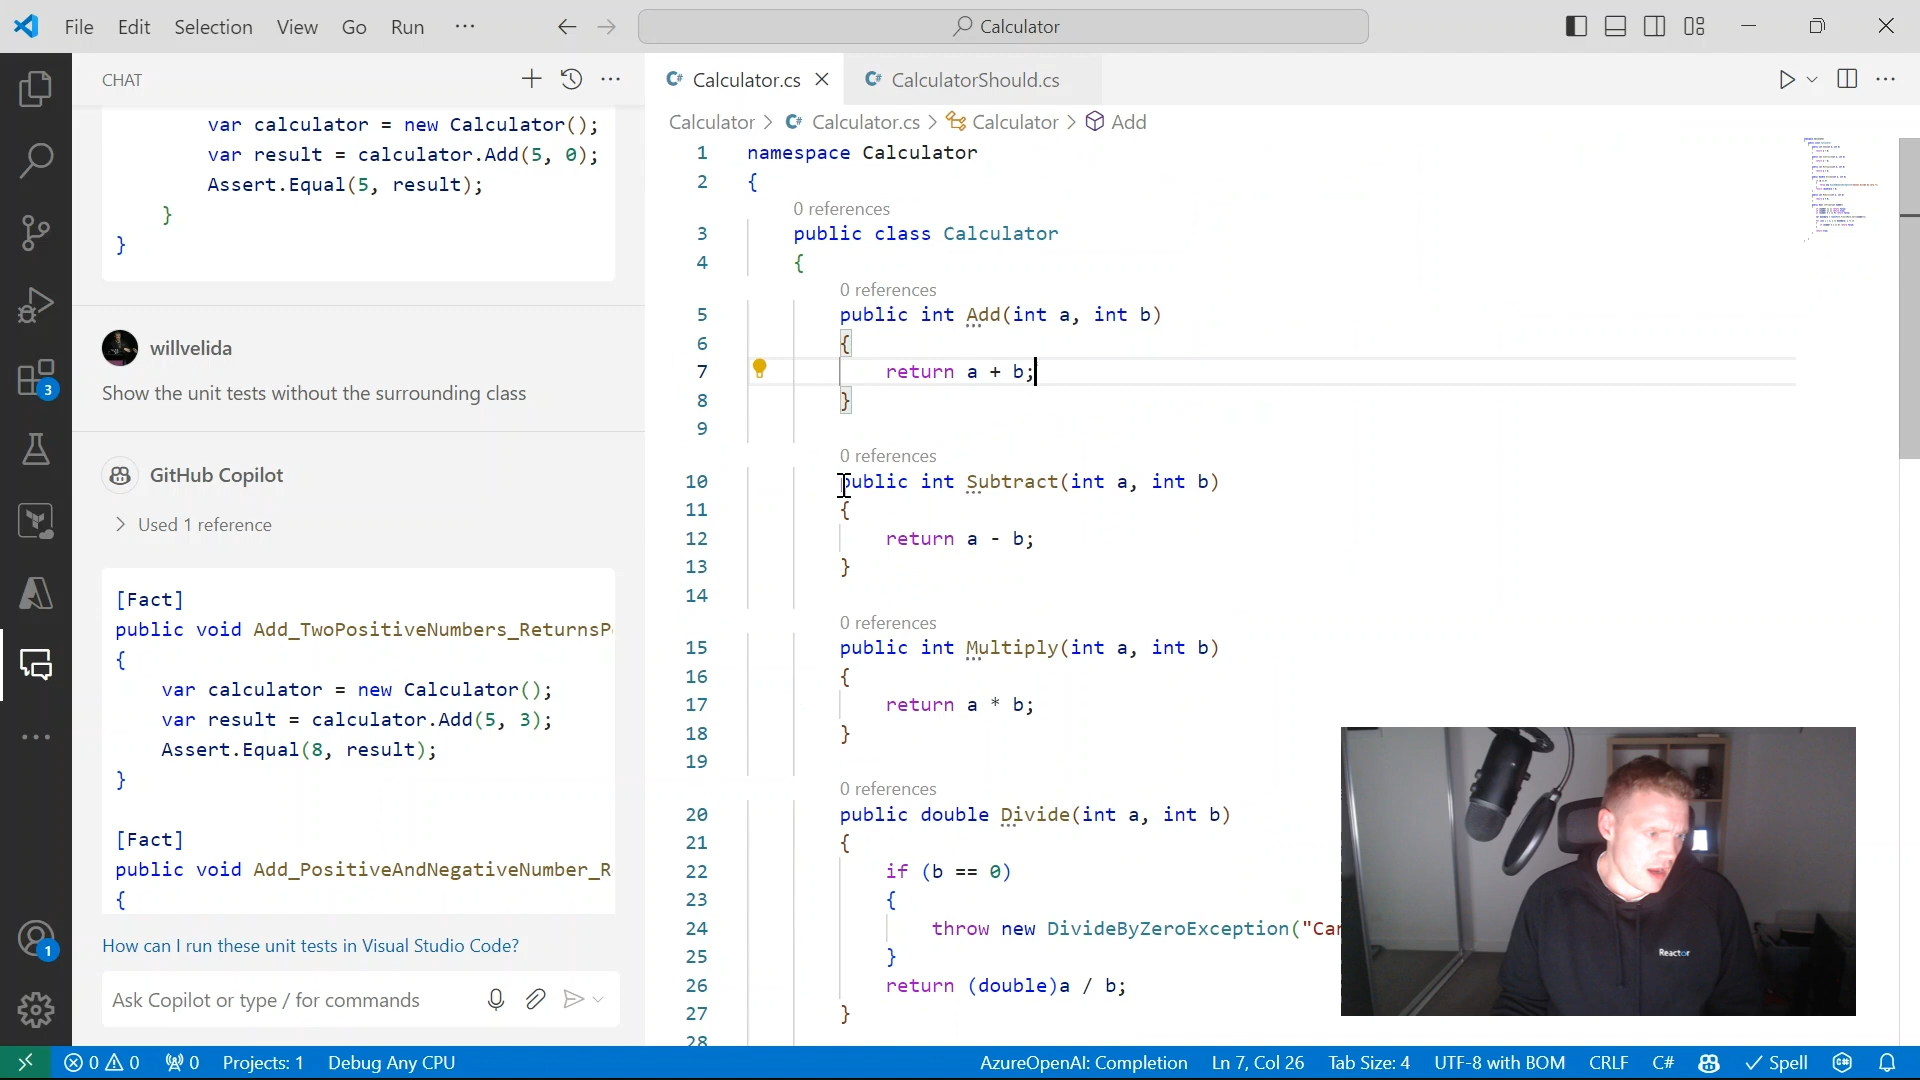 File Edit Selection View Go Run ···
Calculator
CHAT
var calculator = new Calculator();
var result = calculator.Add(5, 0);
Assert.Equal(5, result);
}
}
willvelida
Show the unit tests without the surrounding class
GitHub Copilot
Used 1 reference
[Fact]
public void Add_TwoPositiveNumbers_ReturnsP
{
var calculator = new Calculator();
var result = calculator.Add(5, 3);
Assert.Equal(8, result);
}
[Fact]
public void Add_PositiveAndNegativeNumber_R
{
How can I run these unit tests in Visual Studio Code?
Ask Copilot or type / for commands
3
1
Calculator.cs
CalculatorShould.cs
Calculator > Calculator.cs > Calculator > Add
1 namespace Calculator
2 {
0 references
3 public class Calculator
4 {
0 references
5 public int Add(int a, int b)
6 {
7 return a + b;
8 }
9
0 references
10 public int Subtract(int a, int b)
11 {
12 return a - b;
13 }
14
0 references
15 public int Multiply(int a, int b)
16 {
17 return a * b;
18 }
19
0 references
20 public double Divide(int a, int b)
21 {
22 if (b == 0)
23 {
24 throw new DivideByZeroException("Can
25 }
26 return (double)a / b;
27 }
28
Reactor
0 0 0 Projects: 1 Debug Any CPU
AzureOpenAI: Completion Ln 7, Col 26 Tab Size: 4 UTF-8 with BOM CRLF C# Spell